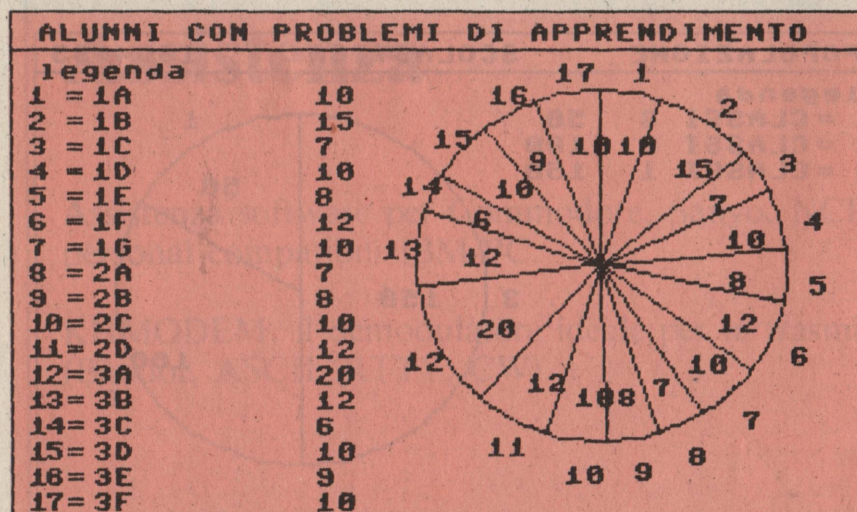 ALUNNI CON PROBLEMI DI APPRENDIMENTO
legenda
1 = 1A 10
2 = 1B 15
3 = 1C 7
4 = 1D 10
5 = 1E 8
6 = 1F 12
7 = 1G 10
8 = 2A 7
9 = 2B 8
10= 2C 10
11= 2D 12
12= 3A 20
13= 3B 12
14= 3C 6
15= 3D 10
16= 3E 9
17= 3F 10
17 1
16 2
15 9 10 10 15 3
14 10 7 4
6 10
13 12 8 5
20 12
12 12 10 8 7 10 6
11 7
10 9 8